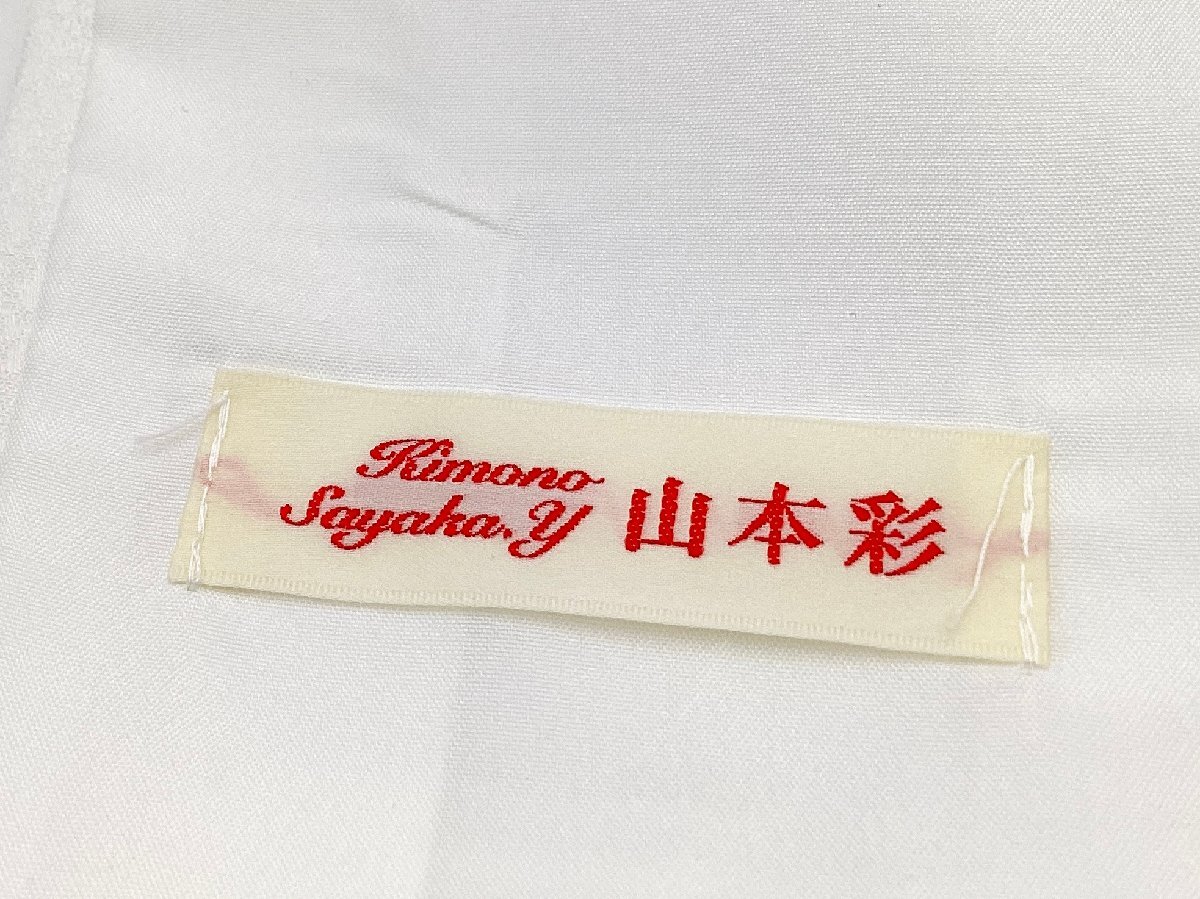 Kimono
Sayaka.Y 山本彩